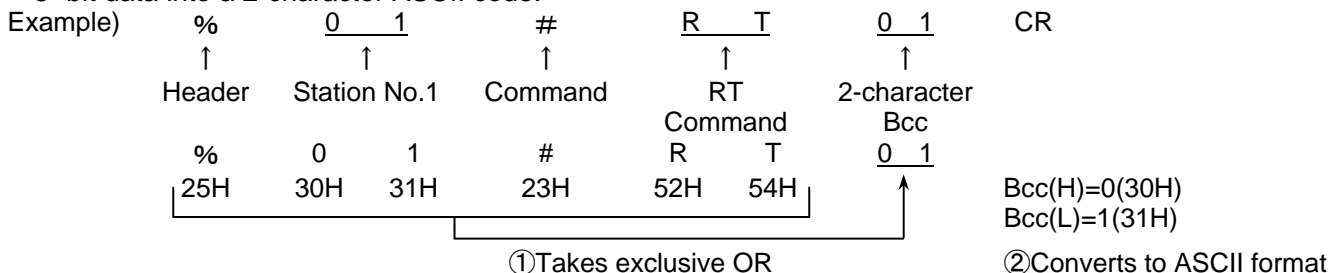 8- bit data into a 2-character ASCII code.
Example) % 0 1 # R T 0 1 CR
↑ ↑ ↑ ↑ ↑
Header Station No.1 Command RT 2-character
Command Bcc
% 0 1 # R T 0 1
25H 30H 31H 23H 52H 54H Bcc(H)=0(30H)
Bcc(L)=1(31H)
①Takes exclusive OR ②Converts to ASCII format